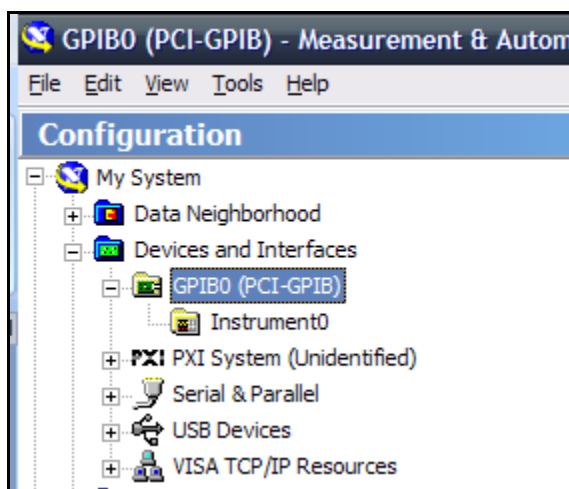 GPIB0 (PCI-GPIB) - Measurement & Autom
File Edit View Tools Help
Configuration
My System
Data Neighborhood
Devices and Interfaces
GPIB0 (PCI-GPIB)
Instrument0
PXI PXI System (Unidentified)
Serial & Parallel
USB Devices
VISA TCP/IP Resources